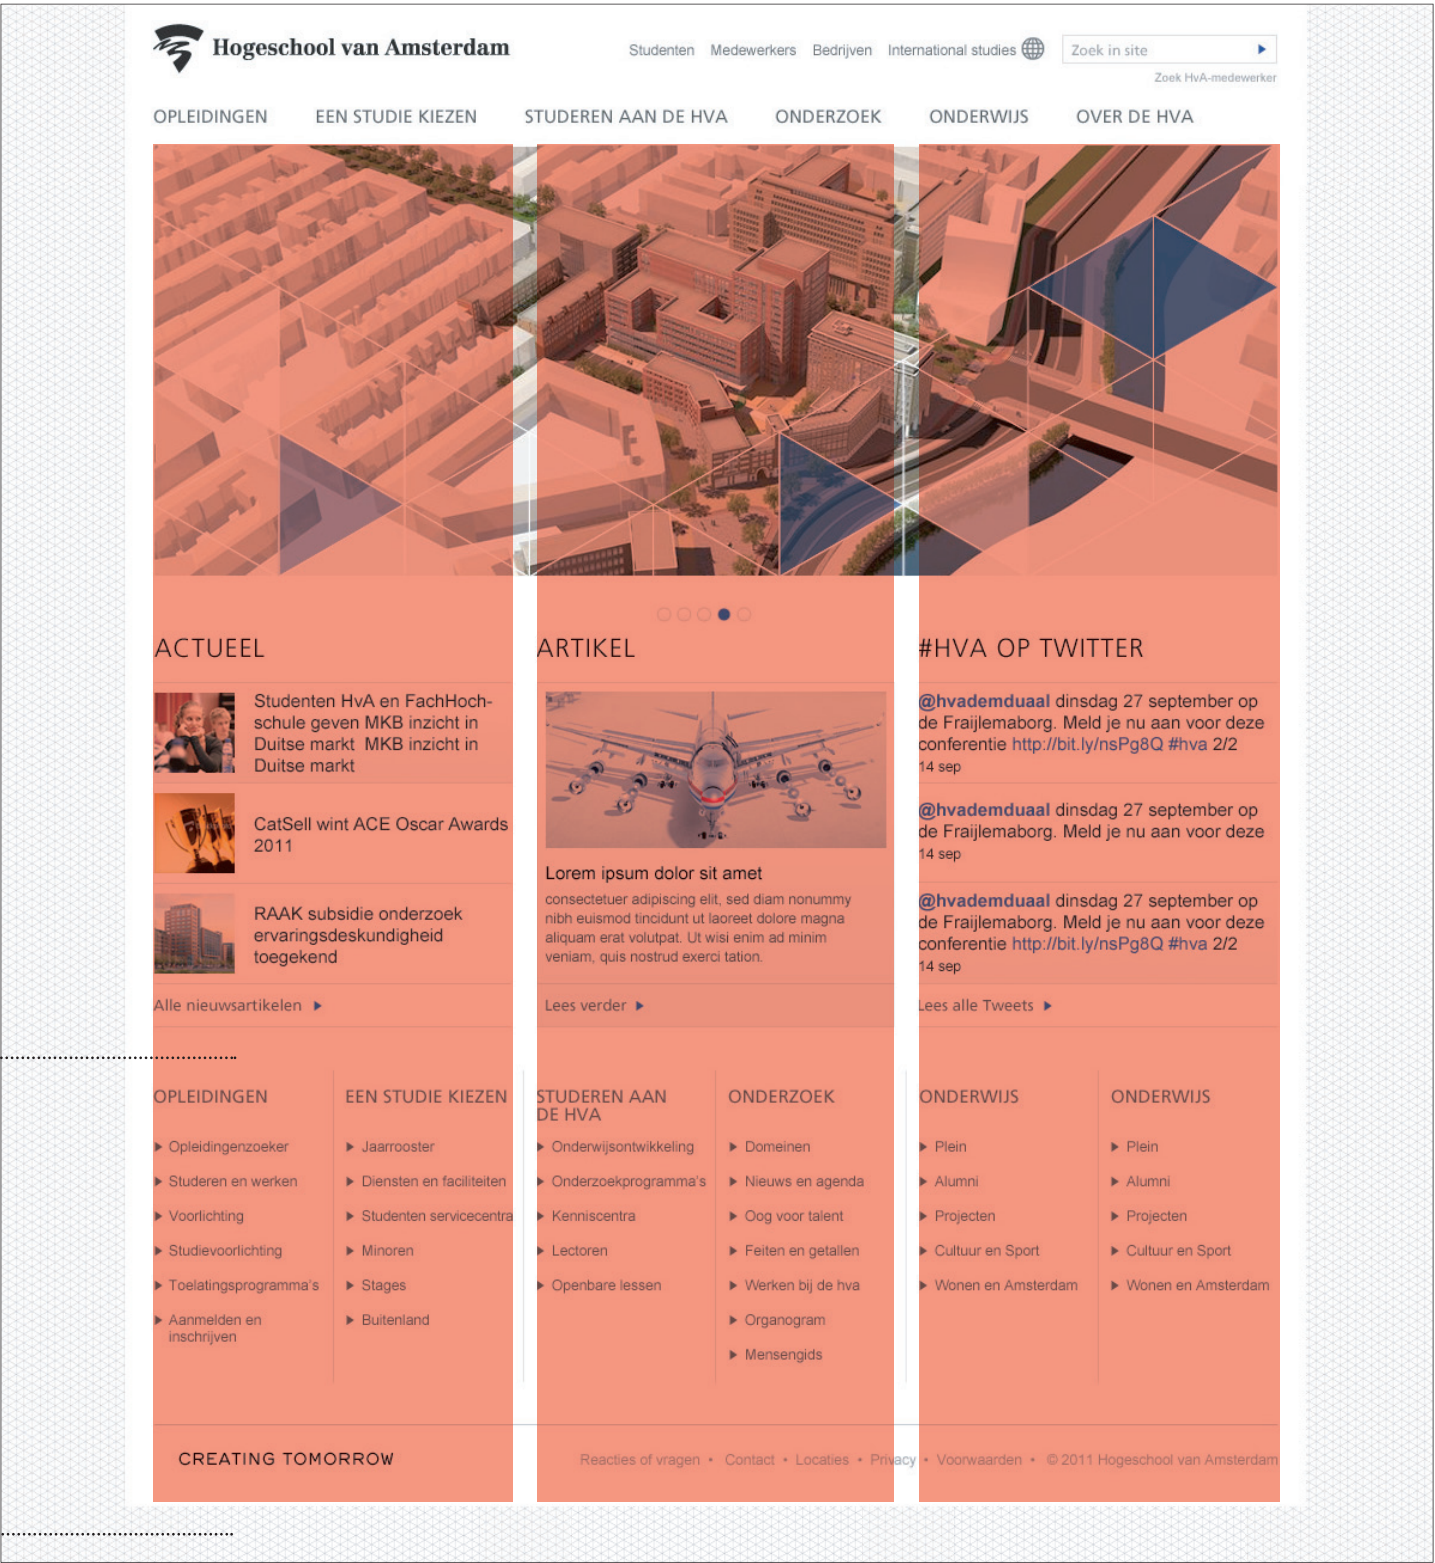 Hogeschool van Amsterdam
Studenten Medewerkers Bedrijven International studies
Zoek in site
Zoek HvA-medewerker
OPLEIDINGEN EEN STUDIE KIEZEN STUDEREN AAN DE HVA ONDERZOEK ONDERWIJS OVER DE HVA
ACTUEEL
Studenten HvA en FachHoch-
schule geven MKB inzicht in
Duitse markt MKB inzicht in
Duitse markt
CatSell wint ACE Oscar Awards
2011
RAAK subsidie onderzoek
ervaringsdeskundigheid
toegekend
Alle nieuwsartikelen
ARTIKEL
Lorem ipsum dolor sit amet
consectetuer adipiscing elit, sed diam nonummy
nibh euismod tincidunt ut laoreet dolore magna
aliquam erat volutpat. Ut wisi enim ad minim
veniam, quis nostrud exerci tation.
Lees verder
#HVA OP TWITTER
@hvademduaal dinsdag 27 september op
de Fraijlemaborg. Meld je nu aan voor deze
conferentie http://bit.ly/nsPg8Q #hva 2/2
14 sep
@hvademduaal dinsdag 27 september op
de Fraijlemaborg. Meld je nu aan voor deze
14 sep
@hvademduaal dinsdag 27 september op
de Fraijlemaborg. Meld je nu aan voor deze
conferentie http://bit.ly/nsPg8Q #hva 2/2
14 sep
Lees alle Tweets
OPLEIDINGEN
Opleidingenzoeker
Studeren en werken
Voorlichting
Studievoorlichting
Toelatingsprogramma's
Aanmelden en
inschrijven
EEN STUDIE KIEZEN
Jaarrooster
Diensten en faciliteiten
Studenten servicecentra
Minoren
Stages
Buitenland
STUDEREN AAN
DE HVA
Onderwijsontwikkeling
Onderzoekprogramma's
Kenniscentra
Lectoren
Openbare lessen
ONDERZOEK
Domeinen
Nieuws en agenda
Oog voor talent
Feiten en getallen
Werken bij de hva
Organogram
Mensengids
ONDERWIJS
Plein
Alumni
Projecten
Cultuur en Sport
Wonen en Amsterdam
ONDERWIJS
Plein
Alumni
Projecten
Cultuur en Sport
Wonen en Amsterdam
CREATING TOMORROW
Reacties of vragen • Contact • Locaties • Privacy • Voorwaarden • © 2011 Hogeschool van Amsterdam